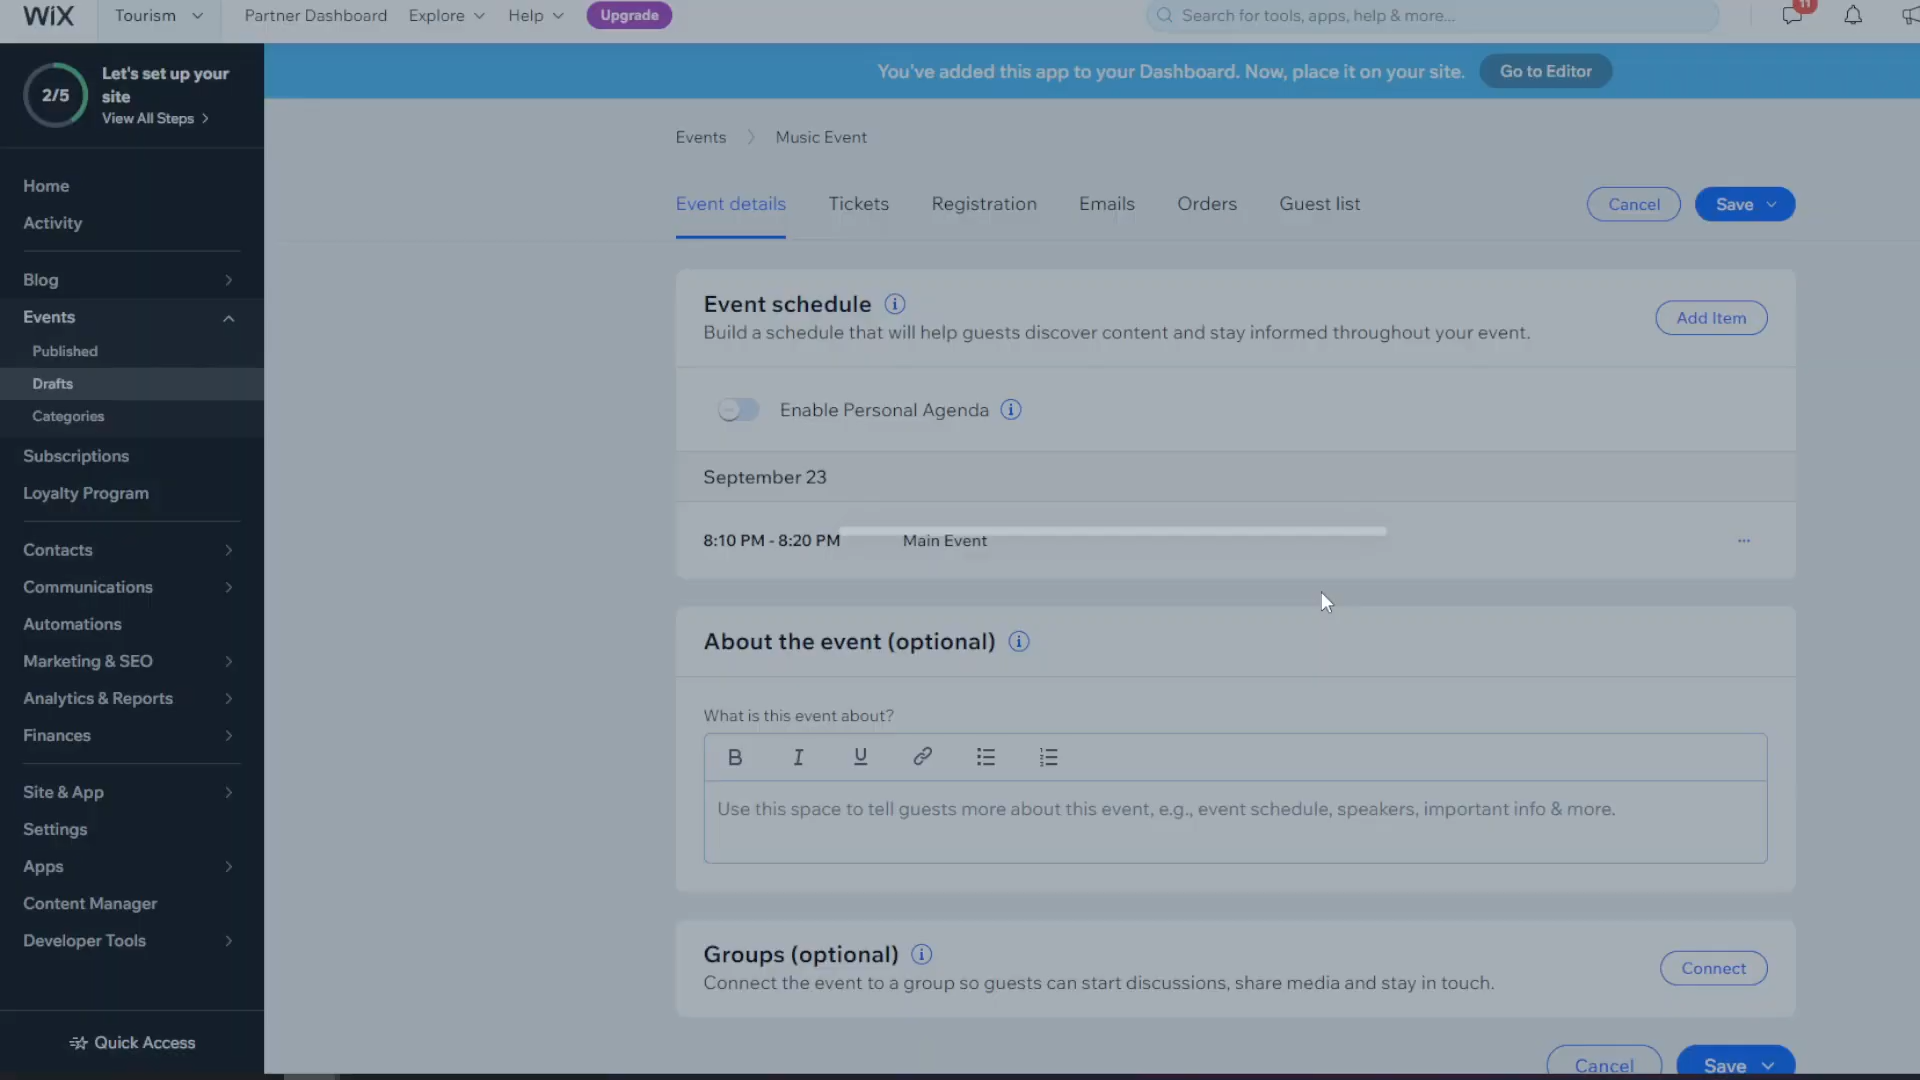 WiX
Tourism
Partner Dashboard
Explore
Help
Upgrade
Search for tools, apps, help & more...
11
Let's set up your
site
2/5
View All Steps
You've added this app to your Dashboard. Now, place it on your site.
Go to Editor
Home
Activity
Blog
Events
Published
Drafts
Categories
Subscriptions
Loyalty Program
Contacts
Communications
Automations
Marketing & SEO
Analytics & Reports
Finances
Site & App
Settings
Apps
Content Manager
Developer Tools
Quick Access
Events
Music Event
Event details
Tickets
Registration
Emails
Orders
Guest list
Cancel
Save
Event schedule
Build a schedule that will help guests discover content and stay informed throughout your event.
Add Item
Enable Personal Agenda
September 23
8:10 PM - 8:20 PM
Main Event
About the event (optional)
What is this event about?
B I U
Use this space to tell guests more about this event, e.g., event schedule, speakers, important info & more.
Groups (optional)
Connect the event to a group so guests can start discussions, share media and stay in touch.
Connect
Cancel
Save